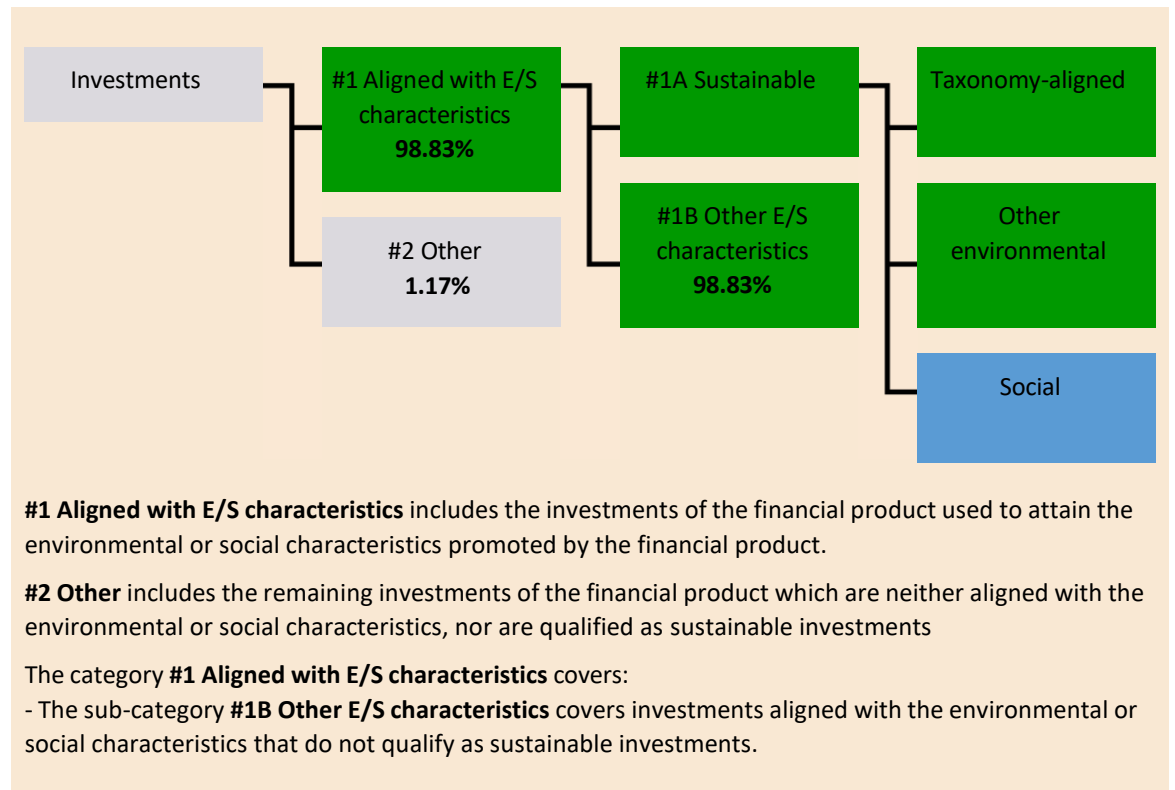 Investments
#1 Aligned with E/S
characteristics
98.83%
#2 Other
1.17%
#1A Sustainable
#1B Other E/S
characteristics
98.83%
Taxonomy-aligned
Other
environmental
Social
#1 Aligned with E/S characteristics includes the investments of the financial product used to attain the
environmental or social characteristics promoted by the financial product.
#2 Other includes the remaining investments of the financial product which are neither aligned with the
environmental or social characteristics, nor are qualified as sustainable investments
The category #1 Aligned with E/S characteristics covers:
- The sub-category #1B Other E/S characteristics covers investments aligned with the environmental or
social characteristics that do not qualify as sustainable investments.